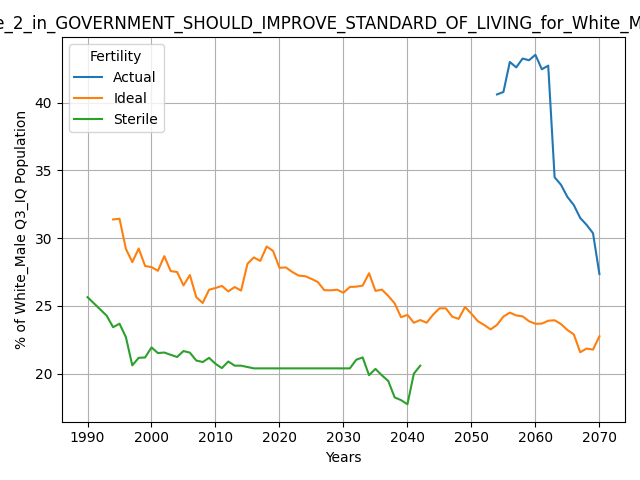 e_2_in_GOVERNMENT_SHOULD_IMPROVE_STANDARD_OF_LIVING_for_White_M
Fertility
Actual
Ideal
Sterile
% of White_Male Q3_IQ Population
40
35
30
25
20
1990 2000 2010 2020 2030 2040 2050 2060 2070
Years